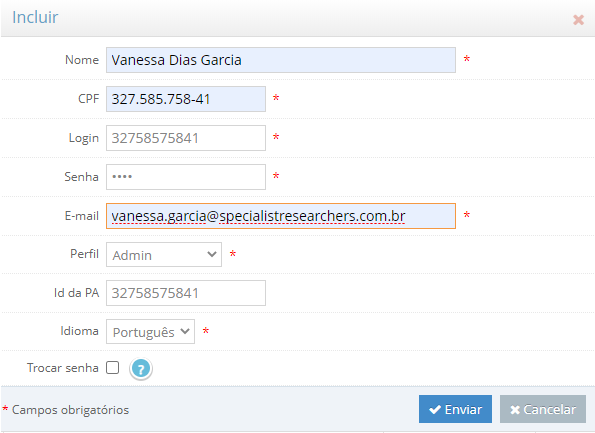 Incluir ×
Nome Vanessa Dias Garcia *
CPF 327.585.758-41 *
Login 32758575841 *
Senha •••• *
E-mail vanessa.garcia@specialistresearchers.com.br *
Perfil Admin *
Id da PA 32758575841
Idioma Português *
Trocar senha ?
* Campos obrigatórios Enviar Cancelar